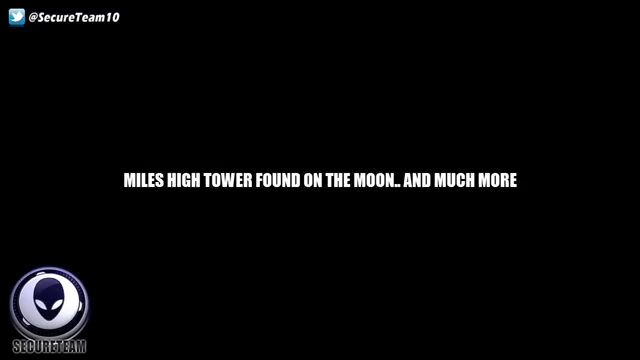 @SecureTeam10
MILES HIGH TOWER FOUND ON THE MOON.. AND MUCH MORE
SECURETEAM